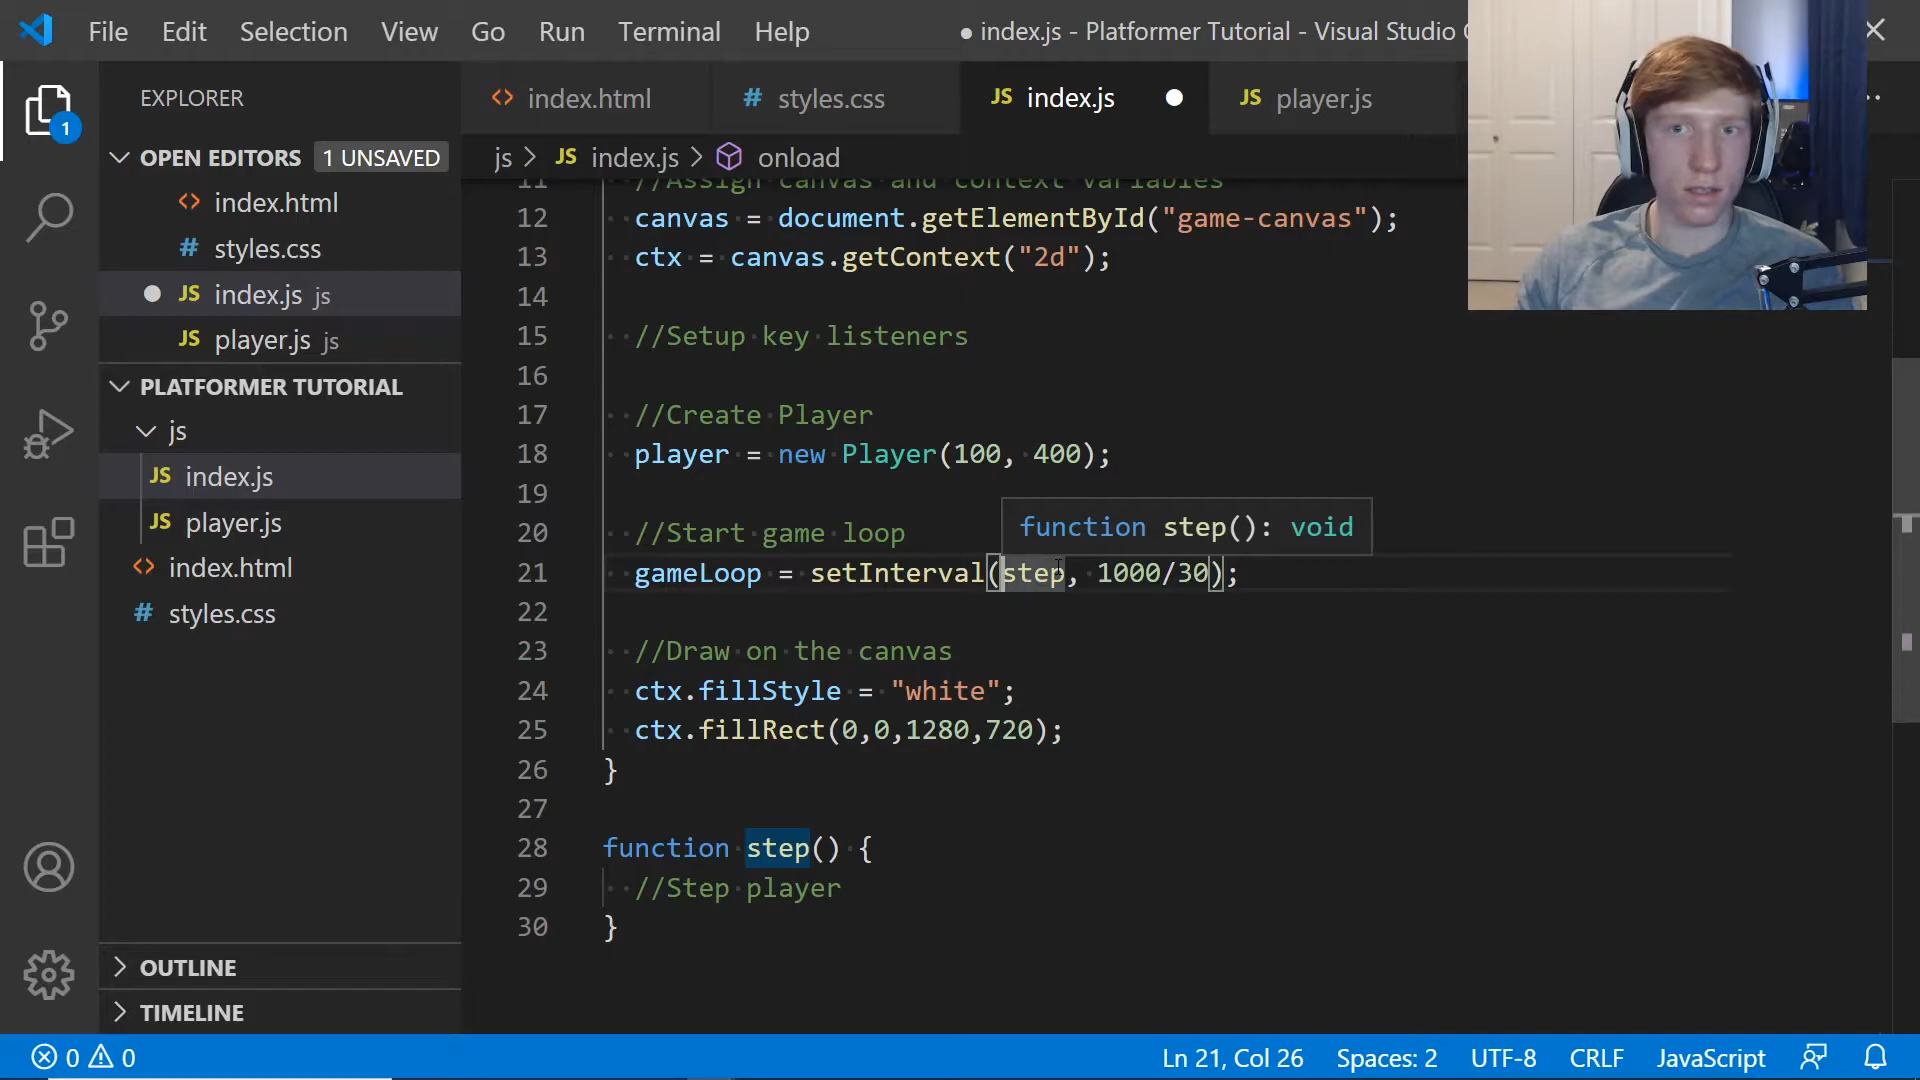 File Edit Selection View Go Run Terminal Help
● index.js - Platformer Tutorial - Visual Studio
EXPLORER
OPEN EDITORS 1 UNSAVED
index.html
styles.css
index.js js
player.js js
PLATFORMER TUTORIAL
js
index.js
player.js
index.html
styles.css
OUTLINE
TIMELINE
1
index.html
styles.css
index.js
player.js
js > JS index.js > onload
11 //Assign canvas and context variables
12 canvas = document.getElementById("game-canvas");
13 ctx = canvas.getContext("2d");
14
15 //Setup key listeners
16
17 //Create Player
18 player = new Player(100, 400);
19
function step(): void
20 //Start game loop
21 gameLoop = setInterval(step, 1000/30);
22
23 //Draw on the canvas
24 ctx.fillStyle = "white";
25 ctx.fillRect(0,0,1280,720);
26 }
27
28 function step() {
29 //Step player
30 }
0 0 Ln 21, Col 26 Spaces: 2 UTF-8 CRLF JavaScript